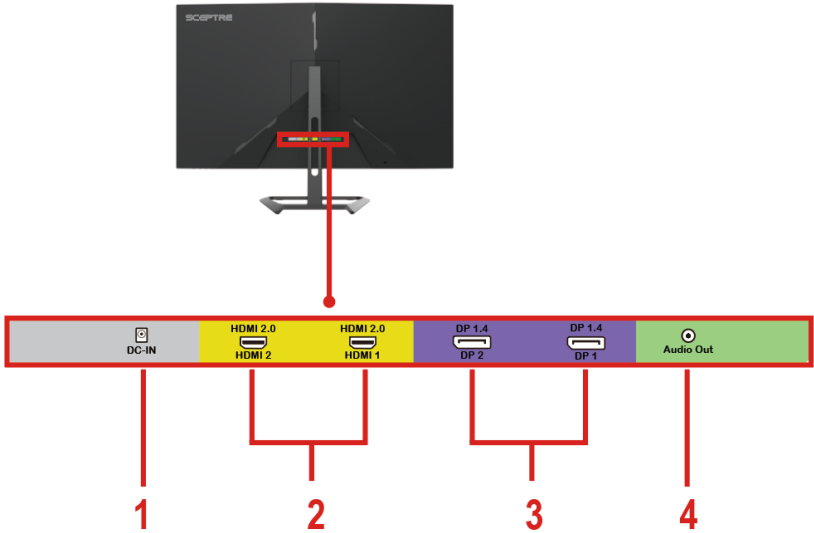 SCEPTRE
HDMI 2.0 HDMI 2.0 DP 1.4 DP 1.4
DC-IN HDMI 2 HDMI 1 DP 2 DP 1 Audio Out
1 2 3 4